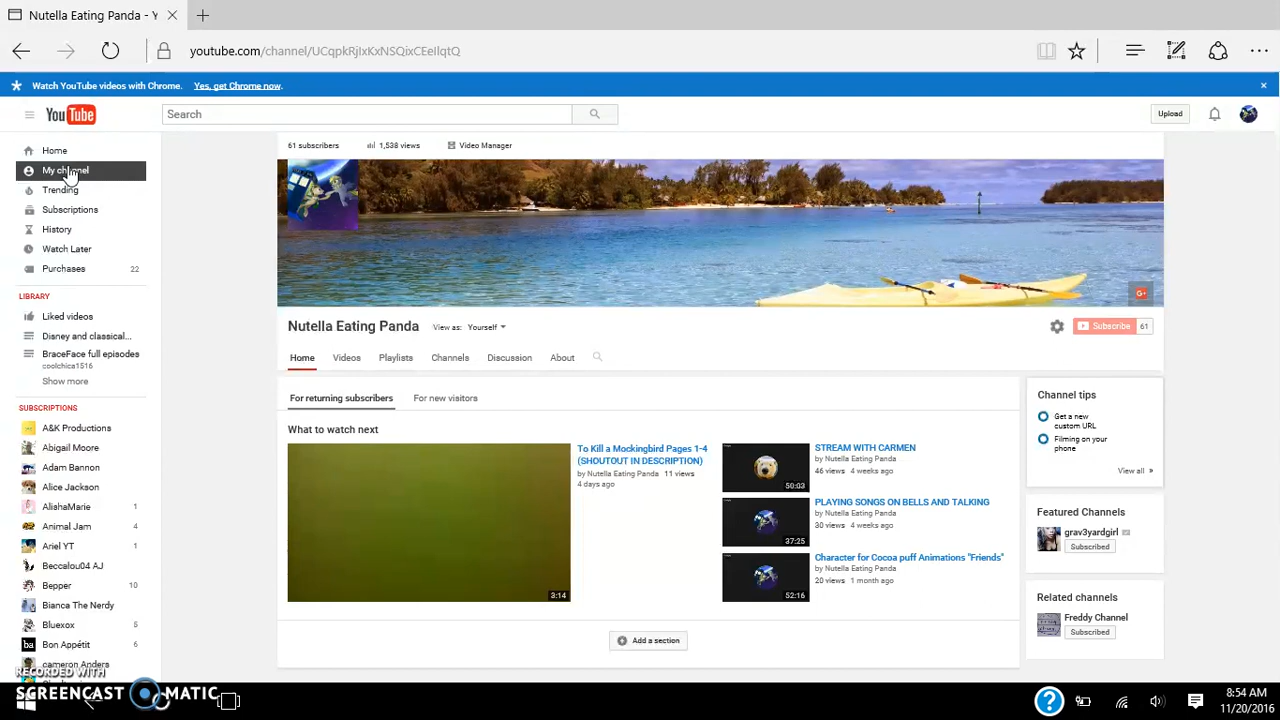 Nutella Eating Panda - Y
youtube.com/channel/UCqpkRjIxKxNSQixCEeIlqtQ
Watch YouTube videos with Chrome. Yes, get Chrome now.
YouTube
Search
Upload
Home
My channel
Trending
Subscriptions
History
Watch Later
Purchases 22
LIBRARY
Liked videos
Disney and classical...
BraceFace full episodes
coolchica1516
Show more
SUBSCRIPTIONS
A&K Productions
Abigail Moore
Adam Bannon
Alice Jackson
AlishaMarie 1
Animal Jam 4
Ariel YT 1
Beccalou04 AJ
Bepper 10
Bianca The Nerdy
Bluexox 5
Bon Appétit 6
cameron Anders
61 subscribers 1,538 views Video Manager
Nutella Eating Panda View as: Yourself
Subscribe 61
Home Videos Playlists Channels Discussion About
For returning subscribers For new visitors
What to watch next
3:14
To Kill a Mockingbird Pages 1-4
(SHOUTOUT IN DESCRIPTION)
by Nutella Eating Panda 11 views
4 days ago
50:03
STREAM WITH CARMEN
by Nutella Eating Panda
46 views 4 weeks ago
37:25
PLAYING SONGS ON BELLS AND TALKING
by Nutella Eating Panda
30 views 4 weeks ago
52:16
Character for Cocoa puff Animations "Friends"
by Nutella Eating Panda
20 views 1 month ago
Add a section
Channel tips
Get a new
custom URL
Filming on your
phone
View all »
Featured Channels
grav3yardgirl
Subscribed
Related channels
Freddy Channel
Subscribed
RECORDED WITH
SCREENCAST MATIC
8:54 AM
11/20/2016